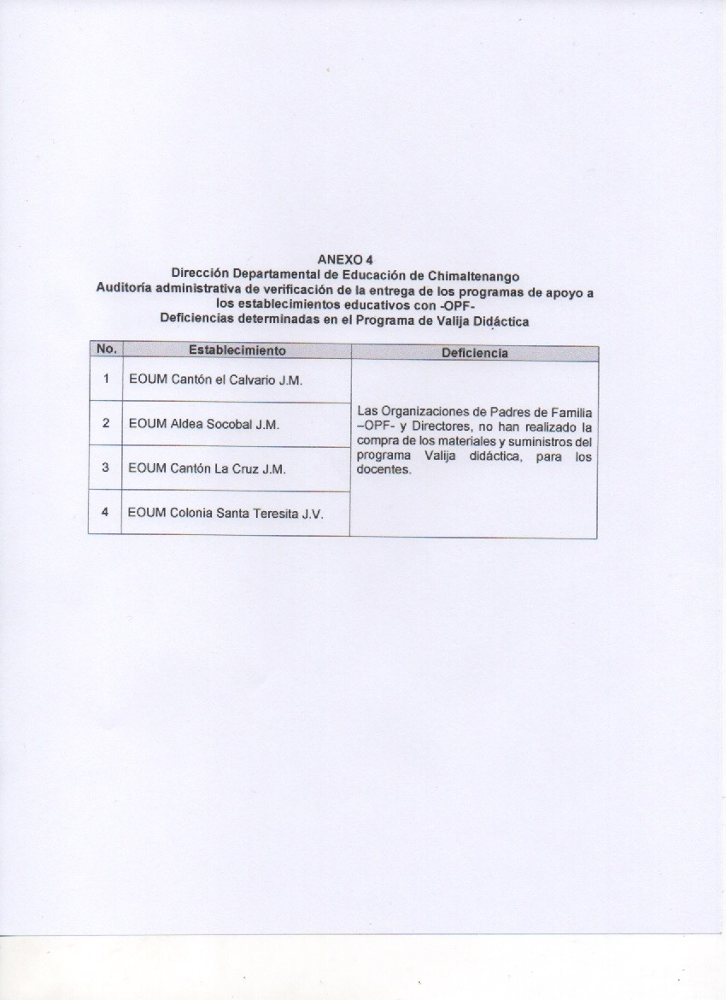 ANEXO 4
Dirección Departamental de Educación de Chimaltenango
Auditoría administrativa de verificación de la entrega de los programas de apoyo a
los establecimientos educativos con -OPF-
Deficiencias determinadas en el Programa de Valija Didáctica
No. Establecimiento Deficiencia
1 EOUM Cantón el Calvario J.M.
2 EOUM Aldea Socobal J.M.
3 EOUM Cantón La Cruz J.M.
4 EOUM Colonia Santa Teresita J.V.
Las Organizaciones de Padres de Familia
–OPF- y Directores, no han realizado la
compra de los materiales y suministros del
programa Valija didáctica, para los
docentes.